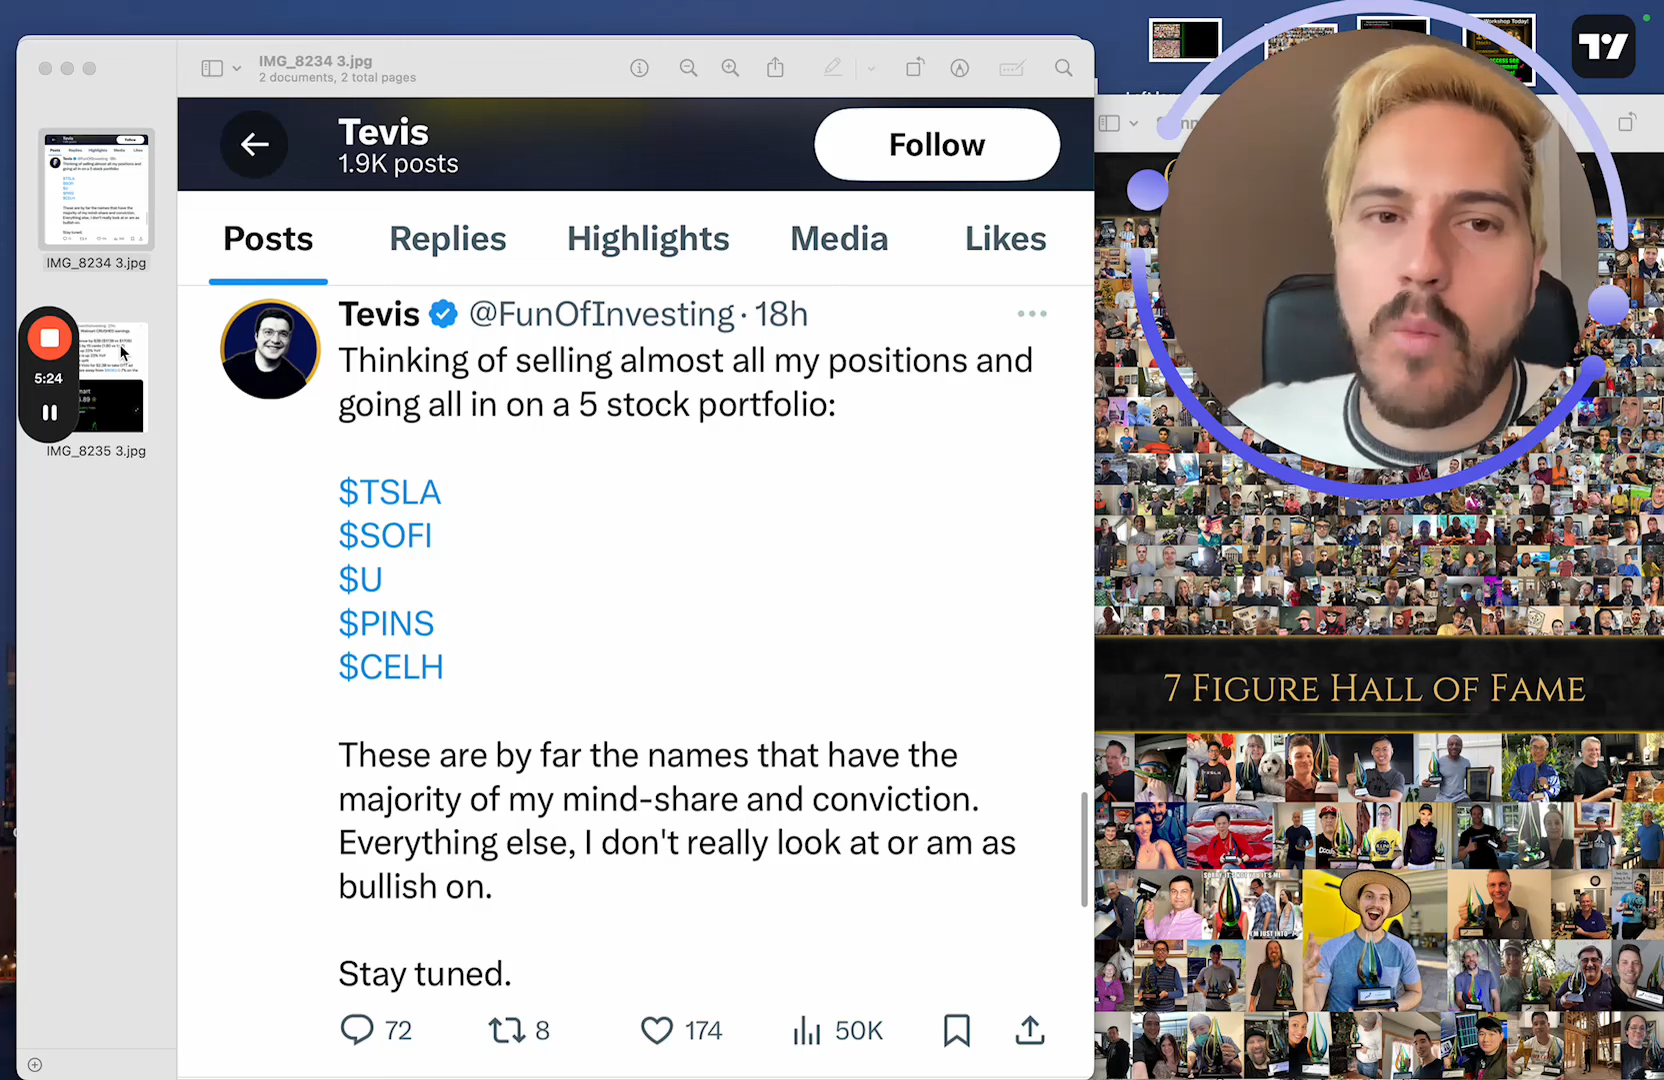 IMG_8234 3.jpg
2 documents, 2 total pages
Tevis
1.9K posts
Follow
Posts
Replies
Highlights
Media
Likes
Tevis @FunOfInvesting · 18h
Thinking of selling almost all my positions and
going all in on a 5 stock portfolio:
$TSLA
$SOFI
$U
$PINS
$CELH
These are by far the names that have the
majority of my mind-share and conviction.
Everything else, I don't really look at or am as
bullish on.
Stay tuned.
72
8
174
50K
IMG_8234 3.jpg
5:24
IMG_8235 3.jpg
Workshop Today!
7 Figure Hall of Fame